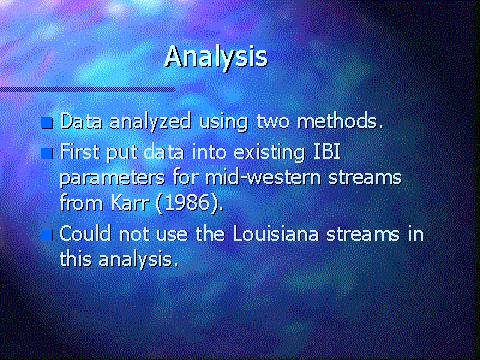 Analysis
Data analyzed using two methods.
First put data into existing IBI
parameters for mid-western streams
from Karr (1986).
Could not use the Louisiana streams in
this analysis.